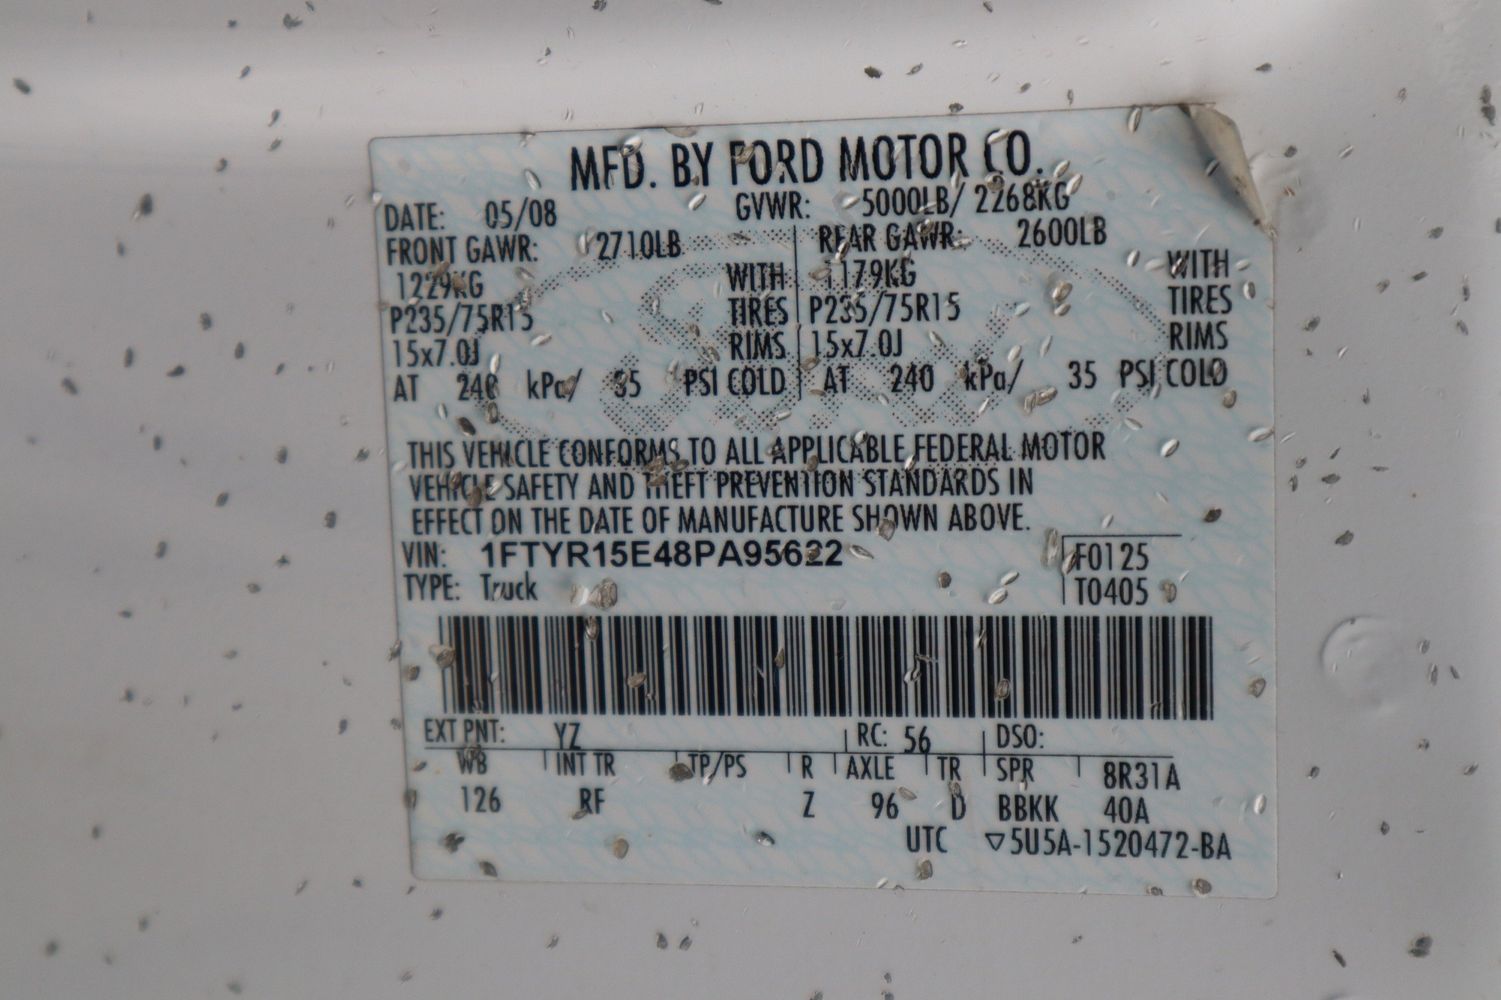 MFD. BY FORD MOTOR CO.
DATE: 05/08 GVWR: 5000LB/ 2268KG
FRONT GAWR: 2710LB REAR GAWR: 2600LB
1229KG WITH 1179KG WITH
P235/75R15 TIRES P235/75R15 TIRES
15x7.0J RIMS 15x7.0J RIMS
AT 240 kPa/ 35 PSI COLD AT 240 kPa/ 35 PSI COLD
THIS VEHICLE CONFORMS TO ALL APPLICABLE FEDERAL MOTOR
VEHICLE SAFETY AND THEFT PREVENTION STANDARDS IN
EFFECT ON THE DATE OF MANUFACTURE SHOWN ABOVE.
VIN: 1FTYR15E48PA95622 F0125
TYPE: Truck T0405
EXT PNT: YZ RC: 56 DSO:
WB INT TR TP/PS R AXLE TR SPR 8R31A
126 RF Z 96 D BBKK 40A
UTC ▽5U5A-1520472-BA